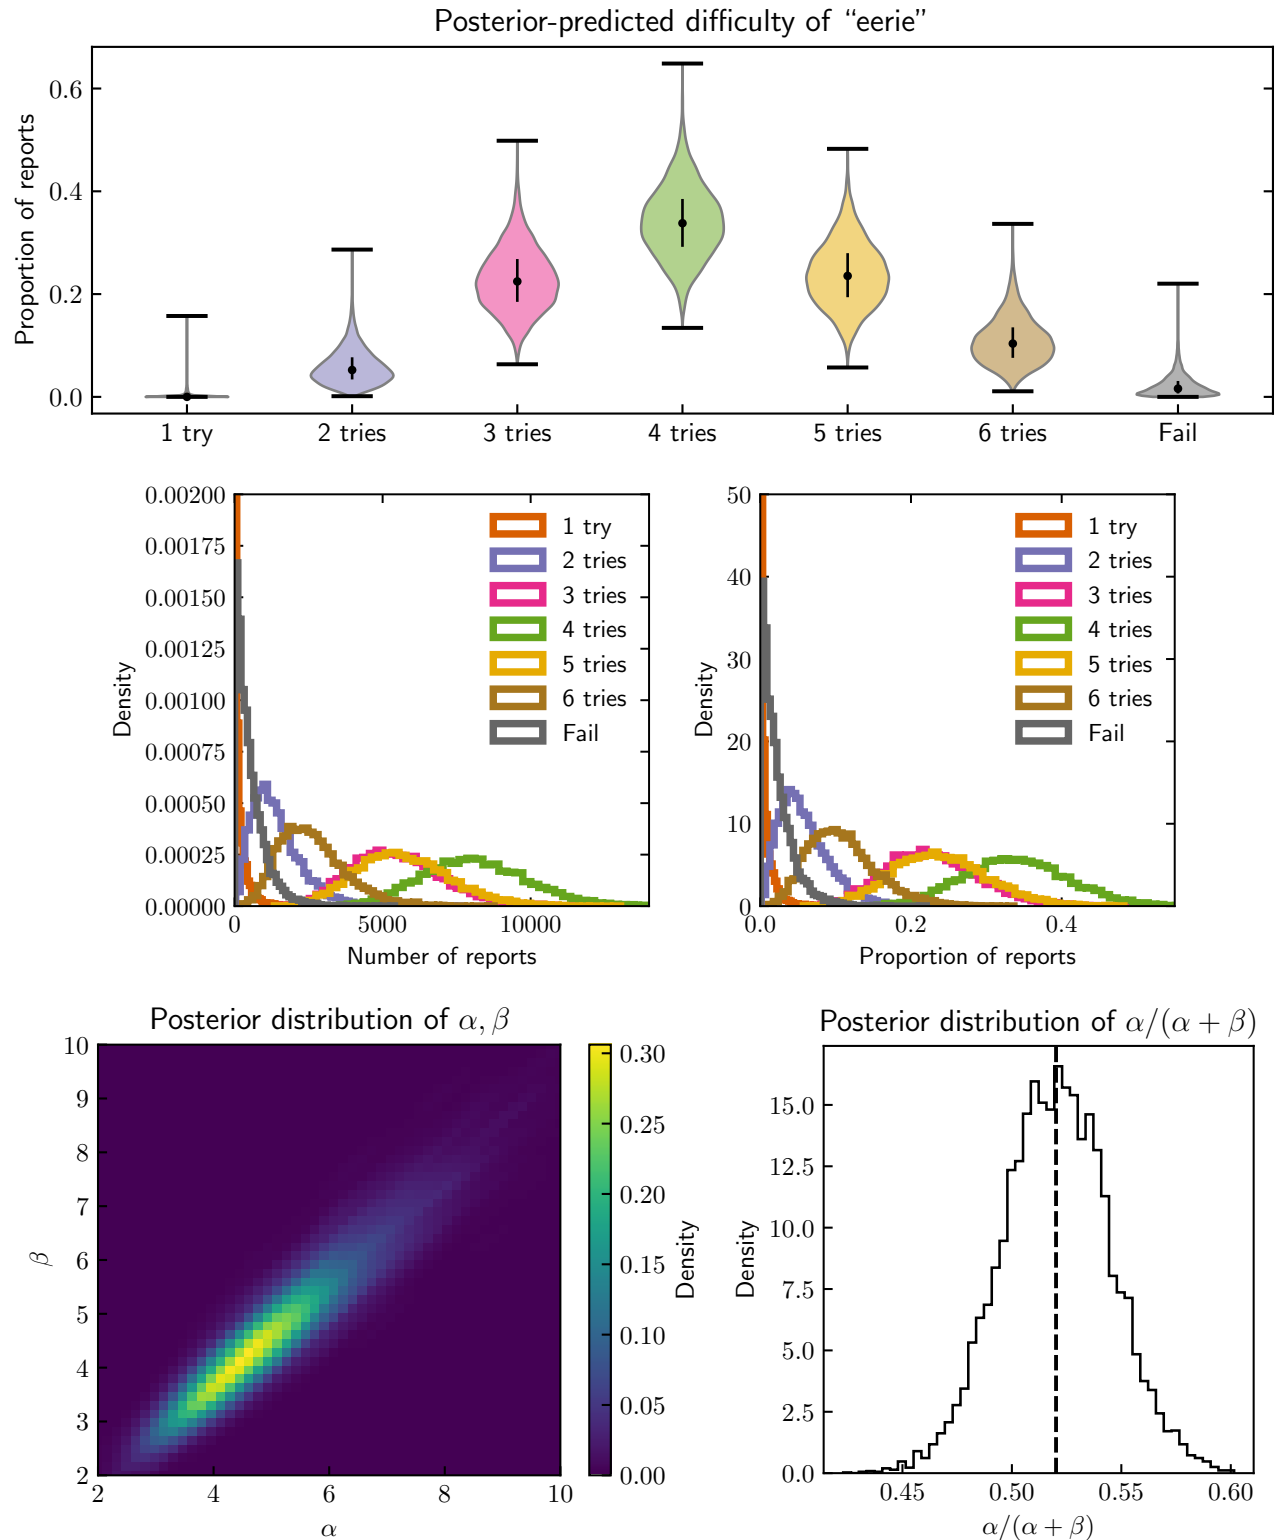 Posterior-predicted difficulty of “eerie”
Proportion of reports
0.6
0.4
0.2
0.0
1 try 2 tries 3 tries 4 tries 5 tries 6 tries Fail
Density
0.00200
0.00175
0.00150
0.00125
0.00100
0.00075
0.00050
0.00025
0.00000
1 try
2 tries
3 tries
4 tries
5 tries
6 tries
Fail
0 5000 10000
Number of reports
Density
50
40
30
20
10
0
1 try
2 tries
3 tries
4 tries
5 tries
6 tries
Fail
0.0 0.2 0.4
Proportion of reports
Posterior distribution of α, β
β
10
9
8
7
6
5
4
3
2
2 4 6 8 10
α
0.30
0.25
0.20
0.15
0.10
0.05
0.00
Density
Posterior distribution of α/(α + β)
Density
15.0
12.5
10.0
7.5
5.0
2.5
0.0
0.45 0.50 0.55 0.60
α/(α + β)